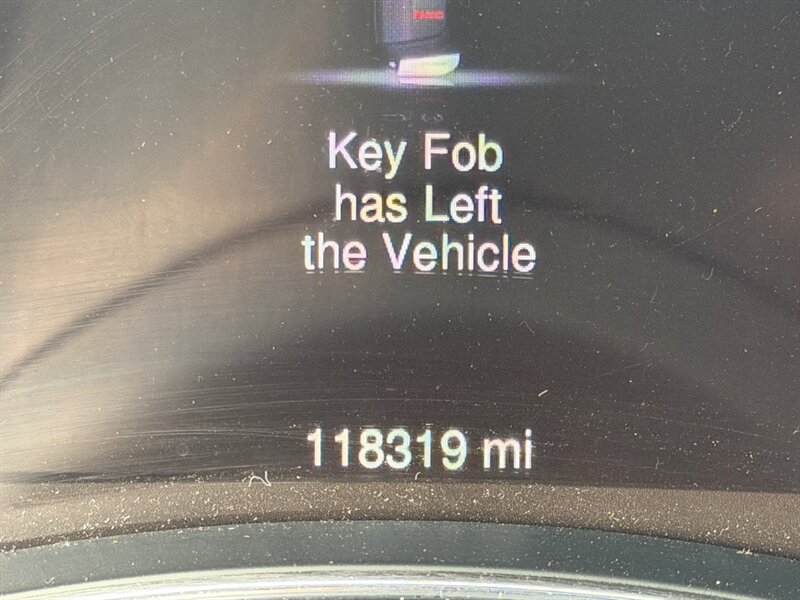 Key Fob
has Left
the Vehicle
118319 mi